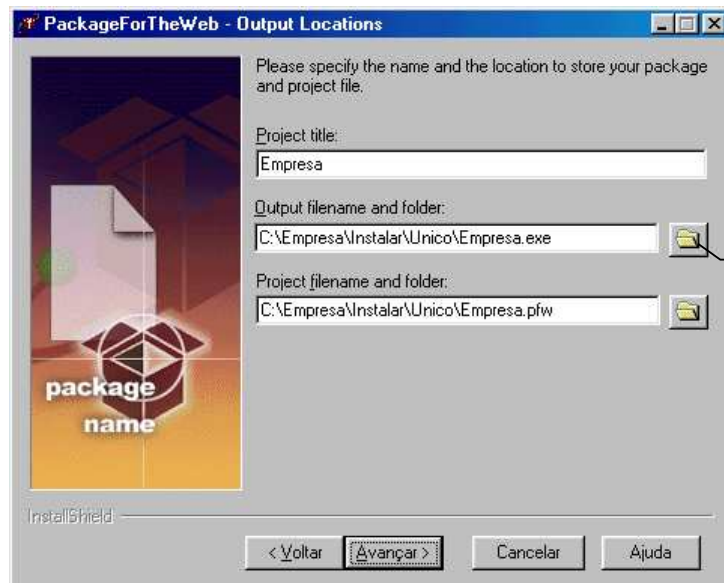 PackageForTheWeb - Output Locations
Please specify the name and the location to store your package
and project file.
Project title:
Empresa
Output filename and folder:
C:\Empresa\Instalar\Unico\Empresa.exe
Project filename and folder:
C:\Empresa\Instalar\Unico\Empresa.pfw
package
name
InstallShield
< Voltar
Avançar >
Cancelar
Ajuda